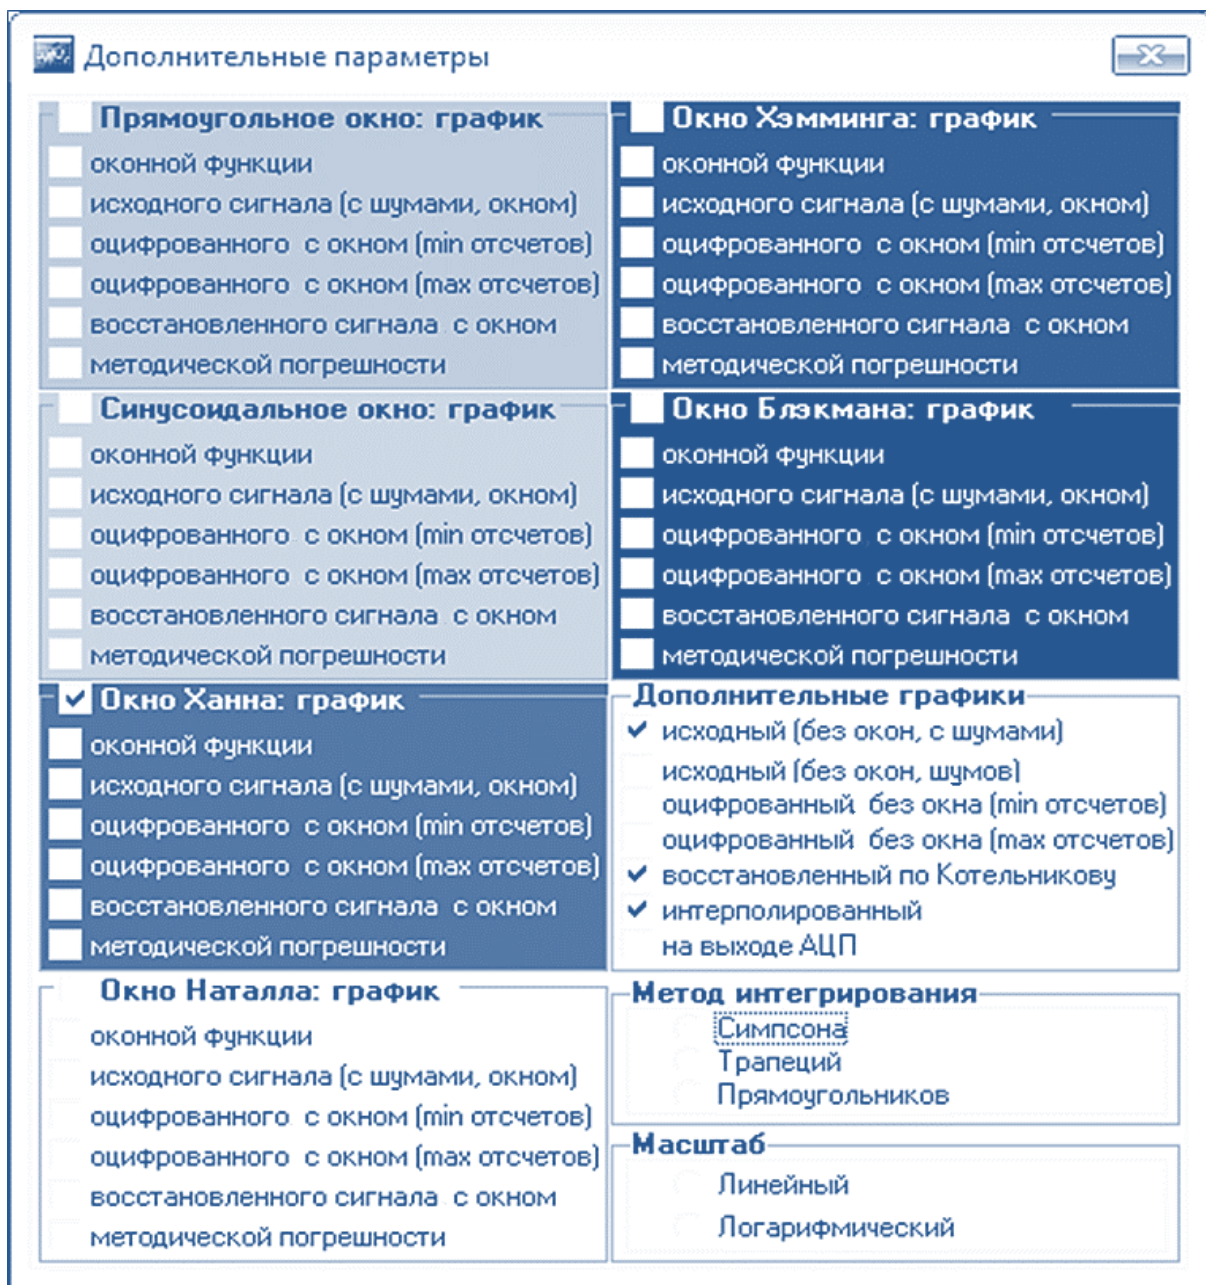 Дополнительные параметры
Прямоугольное окно: график
оконной функции
исходного сигнала (с шумами, окном)
оцифрованного с окном (min отсчетов)
оцифрованного с окном (max отсчетов)
восстановленного сигнала с окном
методической погрешности
Синусоидальное окно: график
оконной функции
исходного сигнала (с шумами, окном)
оцифрованного с окном (min отсчетов)
оцифрованного с окном (max отсчетов)
восстановленного сигнала с окном
методической погрешности
Окно Ханна: график
оконной функции
исходного сигнала (с шумами, окном)
оцифрованного с окном (min отсчетов)
оцифрованного с окном (max отсчетов)
восстановленного сигнала с окном
методической погрешности
Окно Наталла: график
оконной функции
исходного сигнала (с шумами, окном)
оцифрованного с окном (min отсчетов)
оцифрованного с окном (max отсчетов)
восстановленного сигнала с окном
методической погрешности
Окно Хэмминга: график
оконной функции
исходного сигнала (с шумами, окном)
оцифрованного с окном (min отсчетов)
оцифрованного с окном (max отсчетов)
восстановленного сигнала с окном
методической погрешности
Окно Блэкмана: график
оконной функции
исходного сигнала (с шумами, окном)
оцифрованного с окном (min отсчетов)
оцифрованного с окном (max отсчетов)
восстановленного сигнала с окном
методической погрешности
Дополнительные графики
исходный (без окон, с шумами)
исходный (без окон, шумов)
оцифрованный без окна (min отсчетов)
оцифрованный без окна (max отсчетов)
восстановленный по Котельникову
интерполированный
на выходе АЦП
Метод интегрирования
Симпсона
Трапеций
Прямоугольников
Масштаб
Линейный
Логарифмический